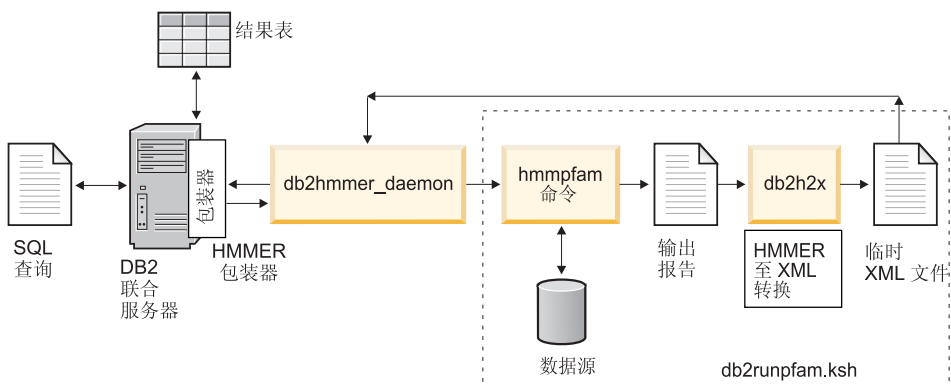 结果表
SQL
查询
DB2
联合
服务器
包装器
HMMER
包装器
db2hmmer_daemon
hmmpfam
命令
数据源
输出
报告
db2h2x
HMMER
至 XML
转换
临时
XML 文件
db2runpfam.ksh